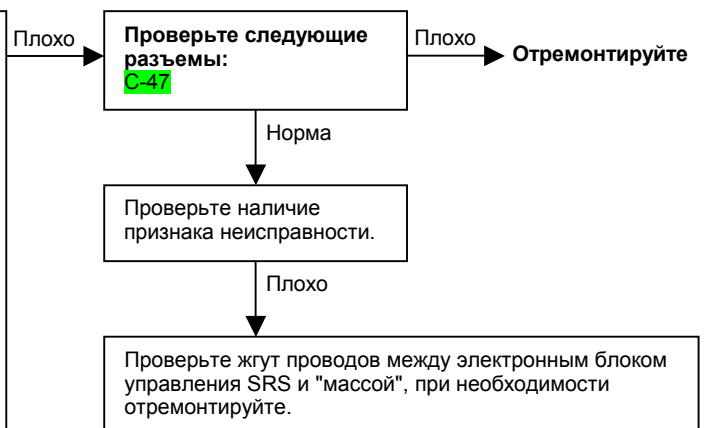 Плохо
Проверьте следующие
разъемы:
C-47
Плохо
Отремонтируйте
Норма
Проверьте наличие
признака неисправности.
Плохо
Проверьте жгут проводов между электронным блоком
управления SRS и "массой", при необходимости
отремонтируйте.